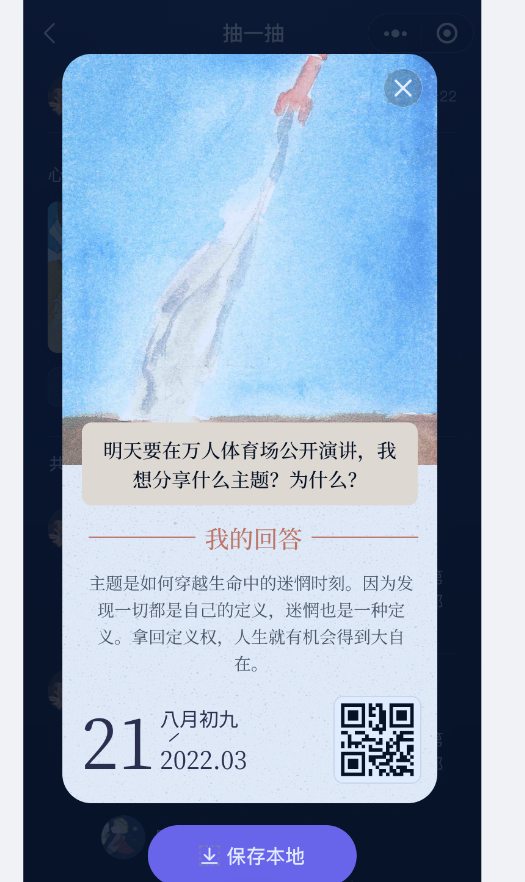 抽一抽
22
心
明天要在万人体育场公开演讲，我
想分享什么主题？为什么？
我的回答
主题是如何穿越生命中的迷惘时刻。因为发
现一切都是自己的定义，迷惘也是一种定
义。拿回定义权，人生就有机会得到大自
在。
21
八月初九
2022.03
保存本地